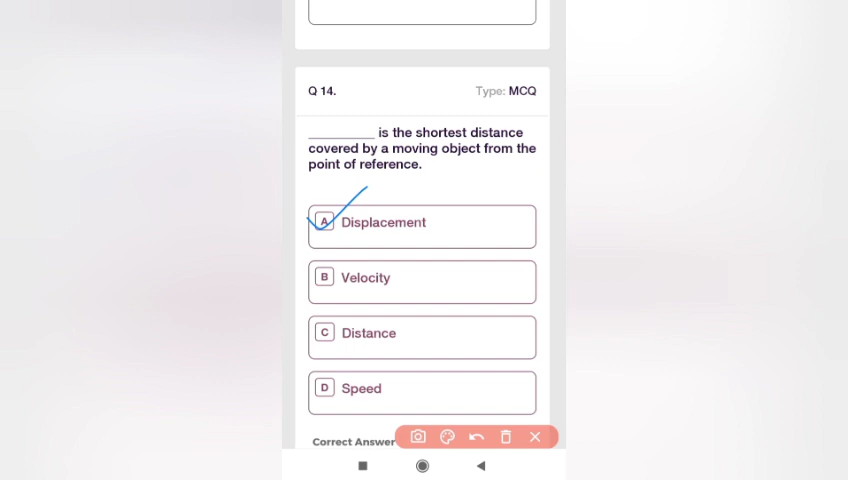 Q 14. Type: MCQ
__________ is the shortest distance
covered by a moving object from the
point of reference.
A Displacement
B Velocity
C Distance
D Speed
Correct Answer